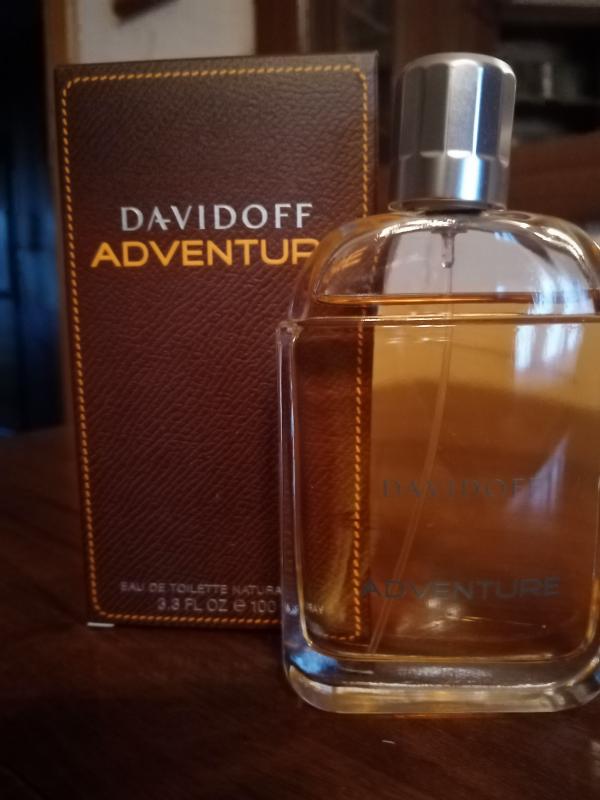 DAVIDOFF
ADVENTUR
EAU DE TOILETTE NATURA
3.3 FL OZ e 100
DAVIDOFF
ADVENTURE